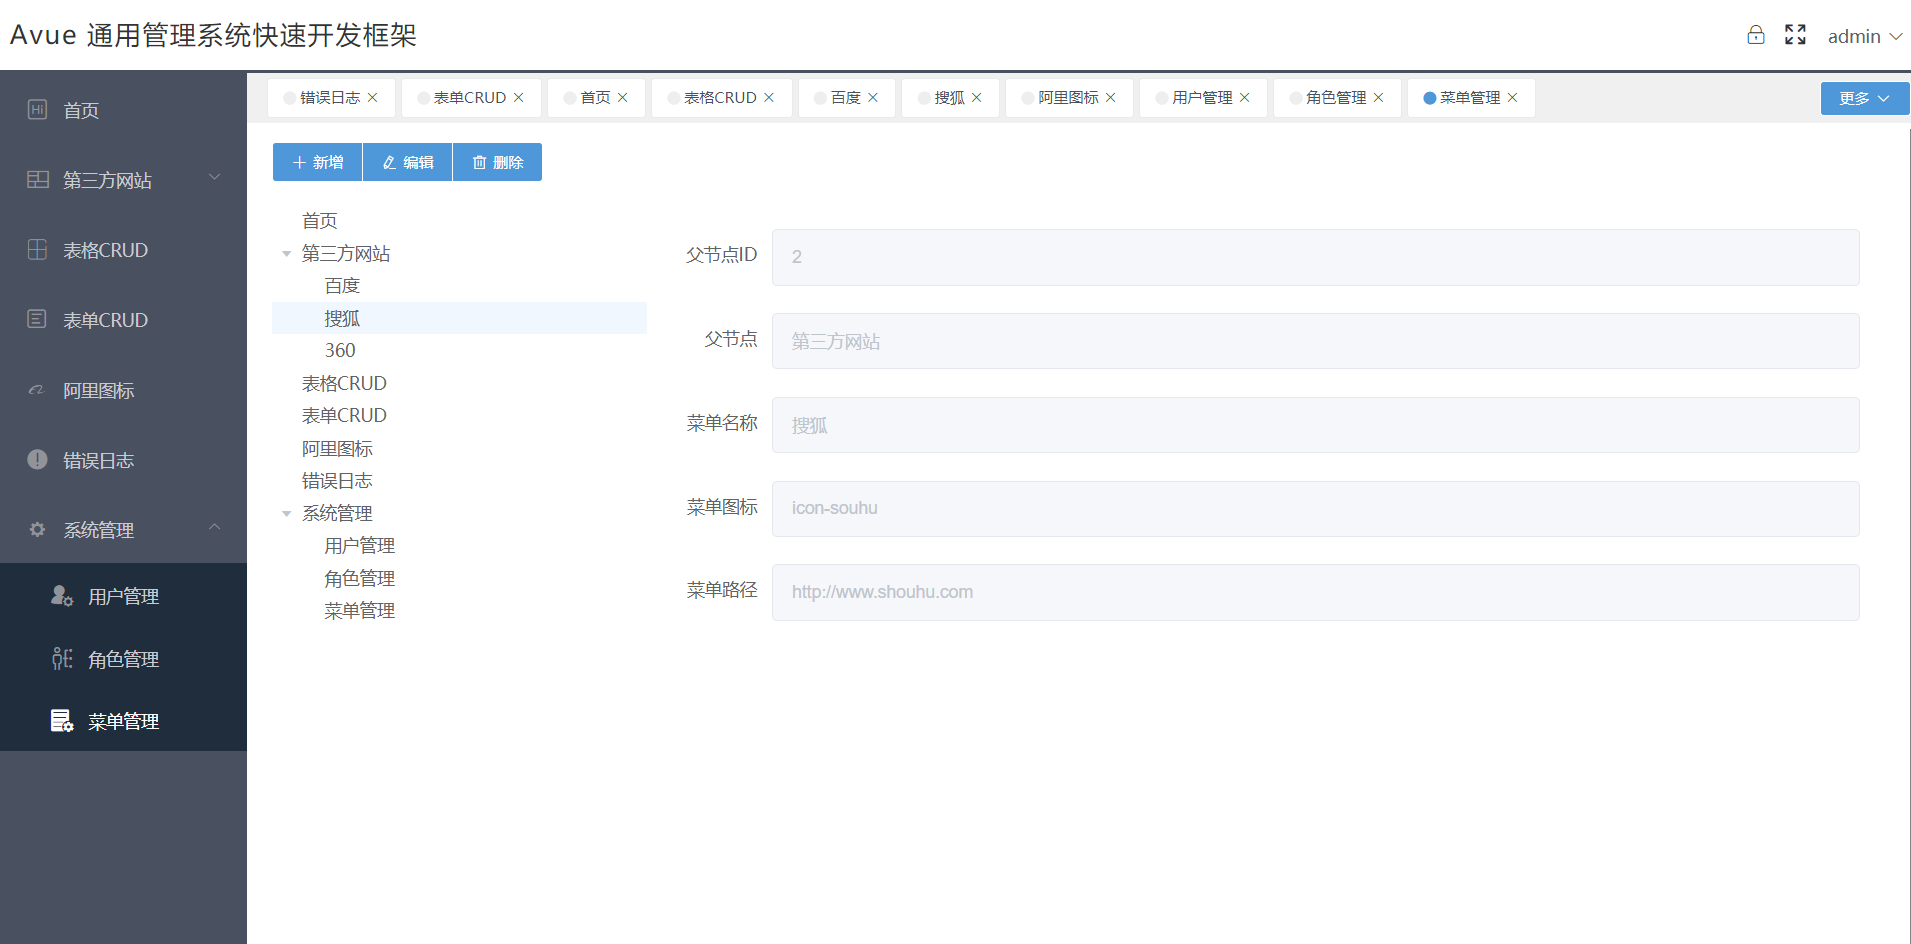 Avue 通用管理系统快速开发框架
admin
首页
第三方网站
表格CRUD
表单CRUD
阿里图标
错误日志
系统管理
用户管理
角色管理
菜单管理
错误日志 表单CRUD 首页 表格CRUD 百度 搜狐 阿里图标 用户管理 角色管理 菜单管理 更多
新增 编辑 删除
首页
第三方网站
百度
搜狐
360
表格CRUD
表单CRUD
阿里图标
错误日志
系统管理
用户管理
角色管理
菜单管理
父节点ID 2
父节点 第三方网站
菜单名称 搜狐
菜单图标 icon-souhu
菜单路径 http://www.shouhu.com